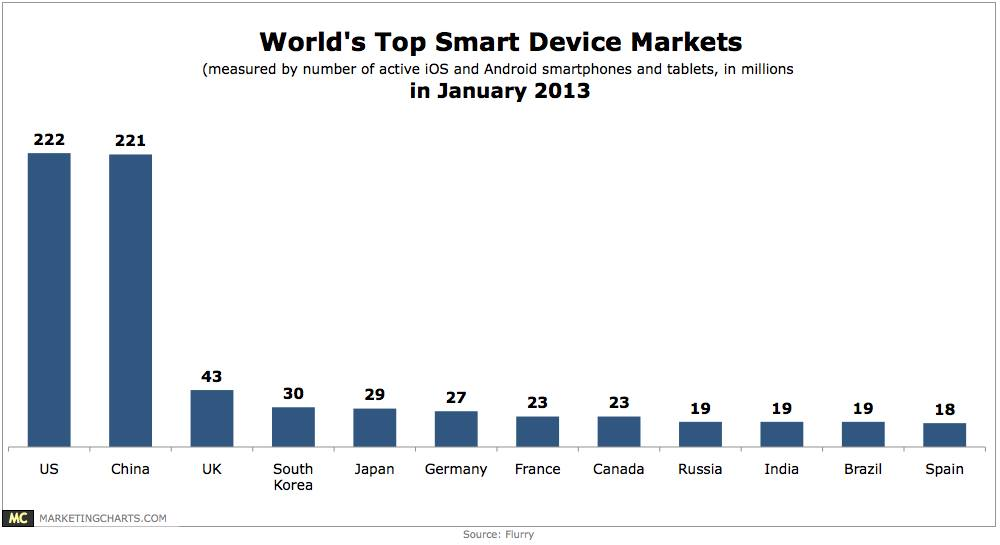 World's Top Smart Device Markets
(measured by number of active iOS and Android smartphones and tablets, in millions
in January 2013
222
221
43
30
29
27
23
23
19
19
19
18
US
China
UK
South
Korea
Japan
Germany
France
Canada
Russia
India
Brazil
Spain
MC MARKETINGCHARTS.COM
Source: Flurry